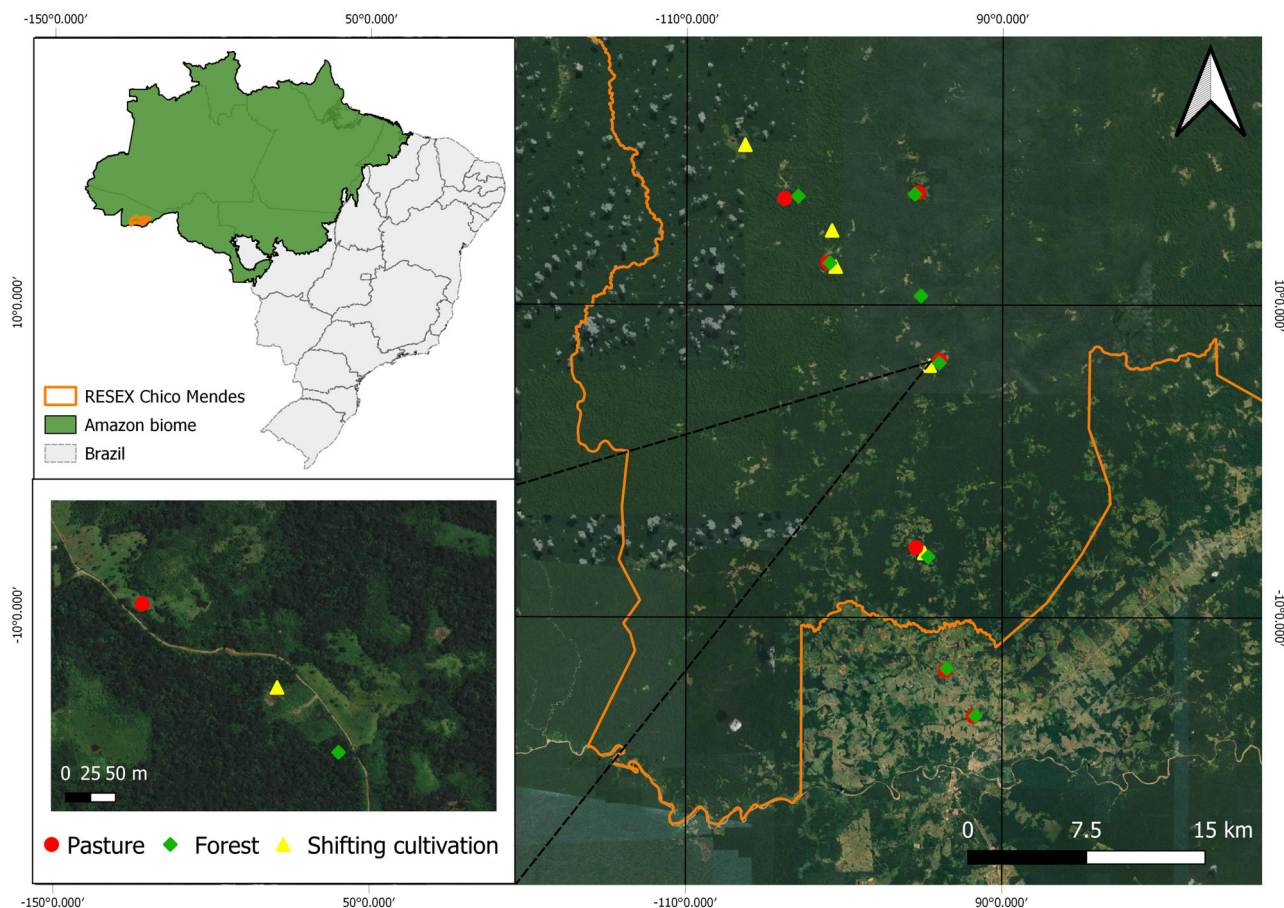 -150°0.000′ 50°0.000′ -110°0.000′ 90°0.000′
10°0.000′ 10°0.000′
RESEX Chico Mendes
Amazon biome
Brazil
-10°0.000′ -10°0.000′
0 25 50 m
Pasture Forest Shifting cultivation
0 7.5 15 km
-150°0.000′ 50°0.000′ -110°0.000′ 90°0.000′